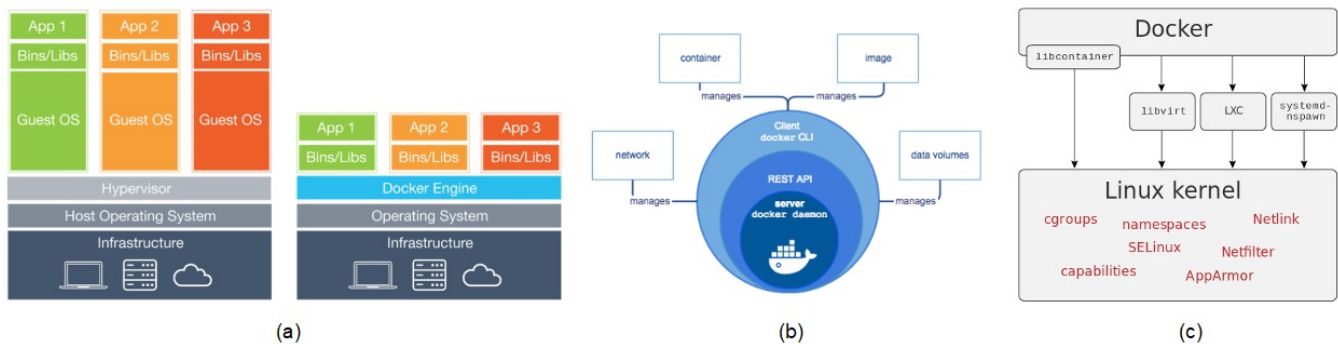 App 1
App 2
App 3
Bins/Libs
Bins/Libs
Bins/Libs
Guest OS
Guest OS
Guest OS
Hypervisor
Host Operating System
Infrastructure
App 1
App 2
App 3
Bins/Libs
Bins/Libs
Bins/Libs
Docker Engine
Operating System
Infrastructure
(a)
container
image
manages
manages
Client
docker CLI
network
data volumes
REST API
manages
manages
server
docker daemon
(b)
Docker
libcontainer
libvirt
LXC
systemd-
nspawn
Linux kernel
cgroups
namespaces
Netlink
SELinux
Netfilter
capabilities
AppArmor
(c)